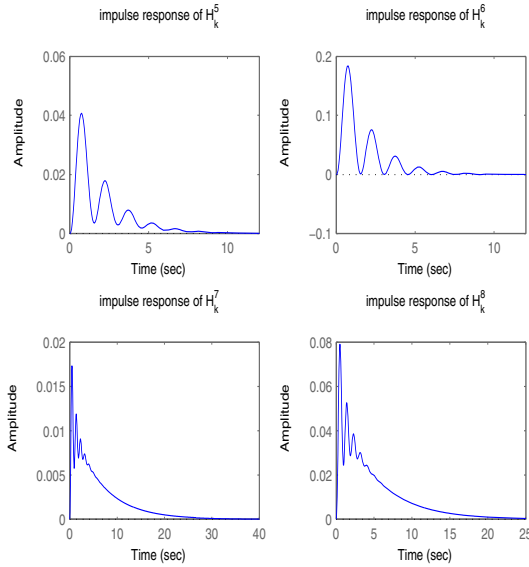 impulse response of H_k^5
0.06
0.04
0.02
0
Amplitude
0 5 10
Time (sec)
impulse response of H_k^6
0.2
0.1
0
−0.1
Amplitude
0 5 10
Time (sec)
impulse response of H_k^7
0.02
0.015
0.01
0.005
0
Amplitude
0 10 20 30 40
Time (sec)
impulse response of H_k^8
0.08
0.06
0.04
0.02
0
Amplitude
0 5 10 15 20 25
Time (sec)